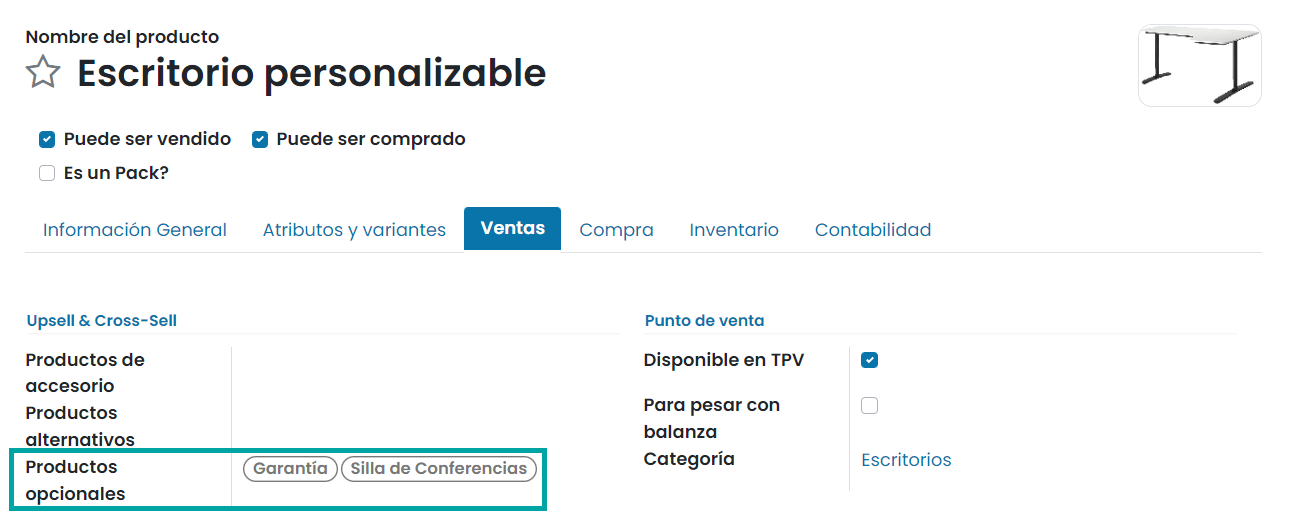 Nombre del producto
Escritorio personalizable
Puede ser vendido Puede ser comprado
Es un Pack?
Información General Atributos y variantes Ventas Compra Inventario Contabilidad
Upsell & Cross-Sell
Productos de
accesorio
Productos
alternativos
Productos
opcionales
Garantía Silla de Conferencias
Punto de venta
Disponible en TPV
Para pesar con
balanza
Categoría Escritorios